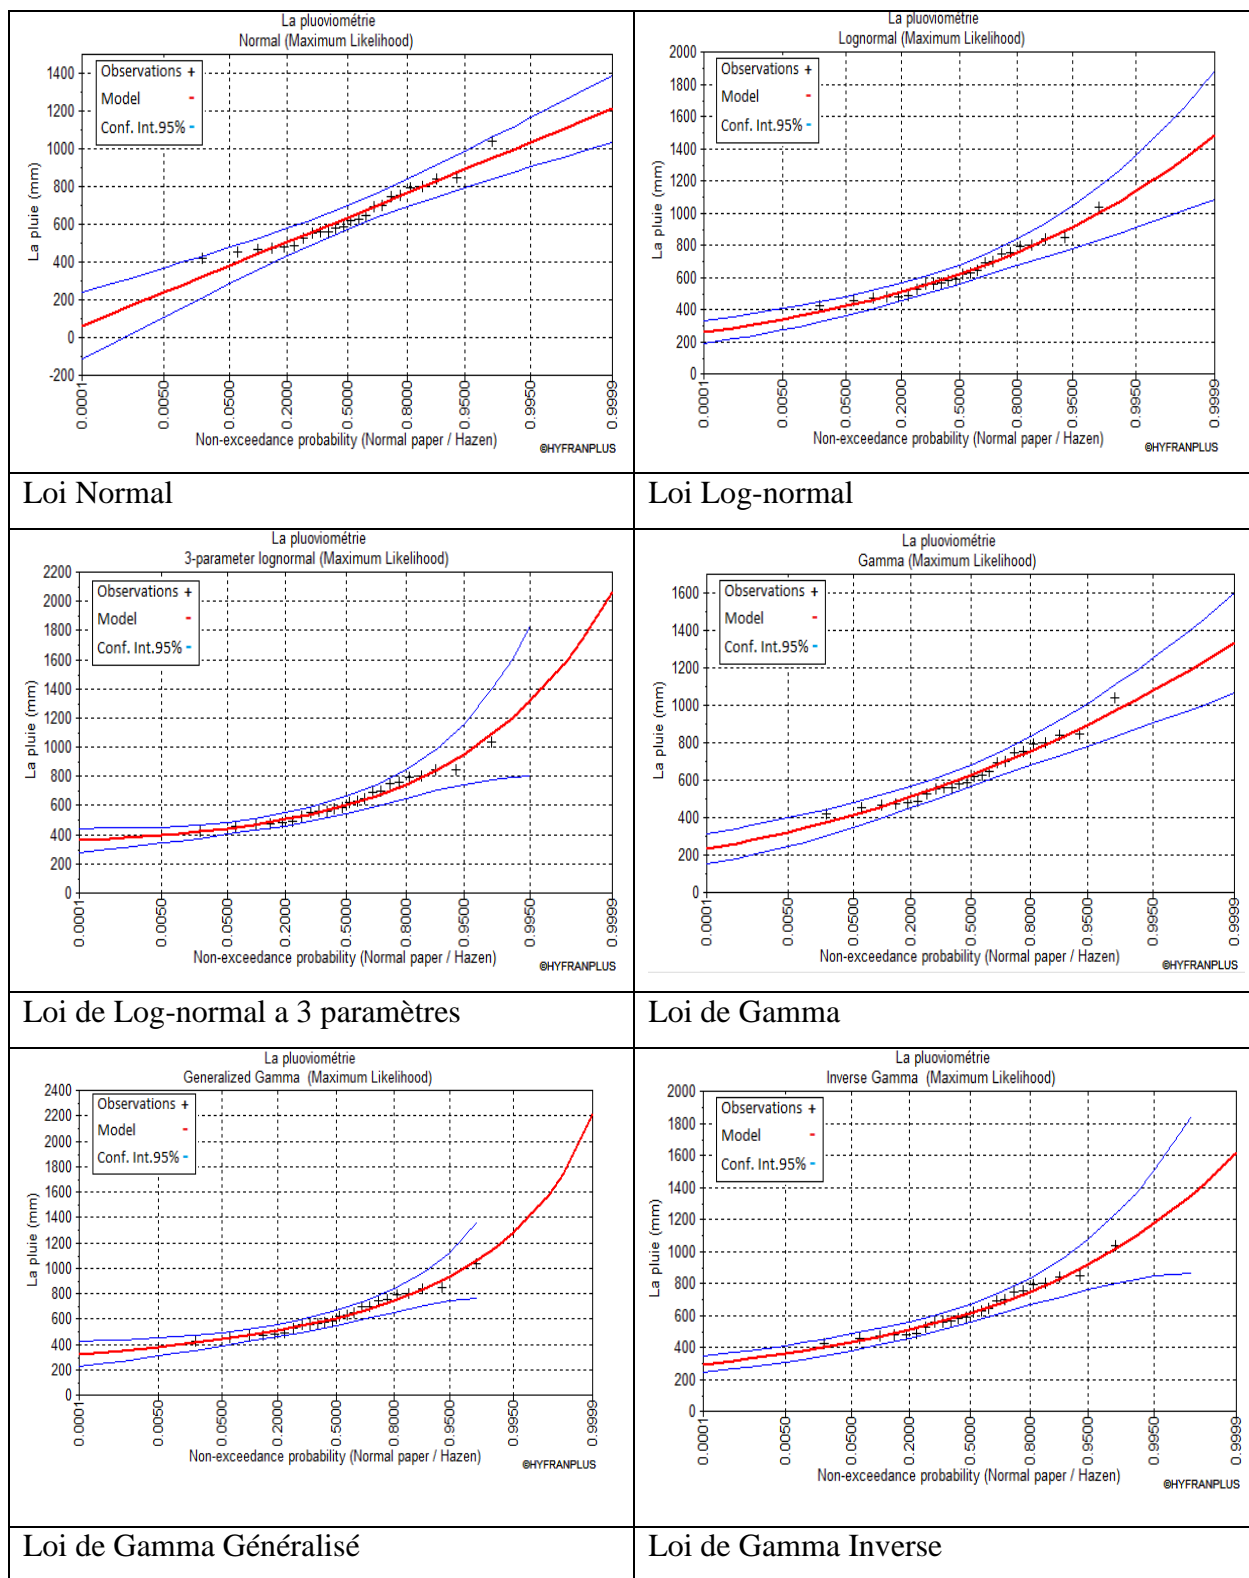 La pluoviométrie
Normal (Maximum Likelihood)
Observations +
Model -
Conf. Int.95% -
La pluie (mm)
1400
1200
1000
800
600
400
200
0
-200
0.0001
0.0050
0.0500
0.2000
0.5000
0.8000
0.9500
0.9950
0.9999
Non-exceedance probability (Normal paper / Hazen)
©HYFRANPLUS
Loi Normal
La pluoviométrie
Lognormal (Maximum Likelihood)
Observations +
Model -
Conf. Int.95% -
La pluie (mm)
2000
1800
1600
1400
1200
1000
800
600
400
200
0
0.0001
0.0050
0.0500
0.2000
0.5000
0.8000
0.9500
0.9950
0.9999
Non-exceedance probability (Normal paper / Hazen)
©HYFRANPLUS
Loi Log-normal
La pluoviométrie
3-parameter lognormal (Maximum Likelihood)
Observations +
Model -
Conf. Int.95% -
La pluie (mm)
2200
2000
1800
1600
1400
1200
1000
800
600
400
200
0
0.0001
0.0050
0.0500
0.2000
0.5000
0.8000
0.9500
0.9950
0.9999
Non-exceedance probability (Normal paper / Hazen)
©HYFRANPLUS
Loi de Log-normal a 3 paramètres
La pluoviométrie
Gamma (Maximum Likelihood)
Observations +
Model -
Conf. Int.95% -
La pluie (mm)
1600
1400
1200
1000
800
600
400
200
0
0.0001
0.0050
0.0500
0.2000
0.5000
0.8000
0.9500
0.9950
0.9999
Non-exceedance probability (Normal paper / Hazen)
©HYFRANPLUS
Loi de Gamma
La pluoviométrie
Generalized Gamma (Maximum Likelihood)
Observations +
Model -
Conf. Int.95% -
La pluie (mm)
2400
2200
2000
1800
1600
1400
1200
1000
800
600
400
200
0
0.0001
0.0050
0.0500
0.2000
0.5000
0.8000
0.9500
0.9950
0.9999
Non-exceedance probability (Normal paper / Hazen)
©HYFRANPLUS
Loi de Gamma Généralisé
La pluoviométrie
Inverse Gamma (Maximum Likelihood)
Observations +
Model -
Conf. Int.95% -
La pluie (mm)
2000
1800
1600
1400
1200
1000
800
600
400
200
0
0.0001
0.0050
0.0500
0.2000
0.5000
0.8000
0.9500
0.9950
0.9999
Non-exceedance probability (Normal paper / Hazen)
©HYFRANPLUS
Loi de Gamma Inverse